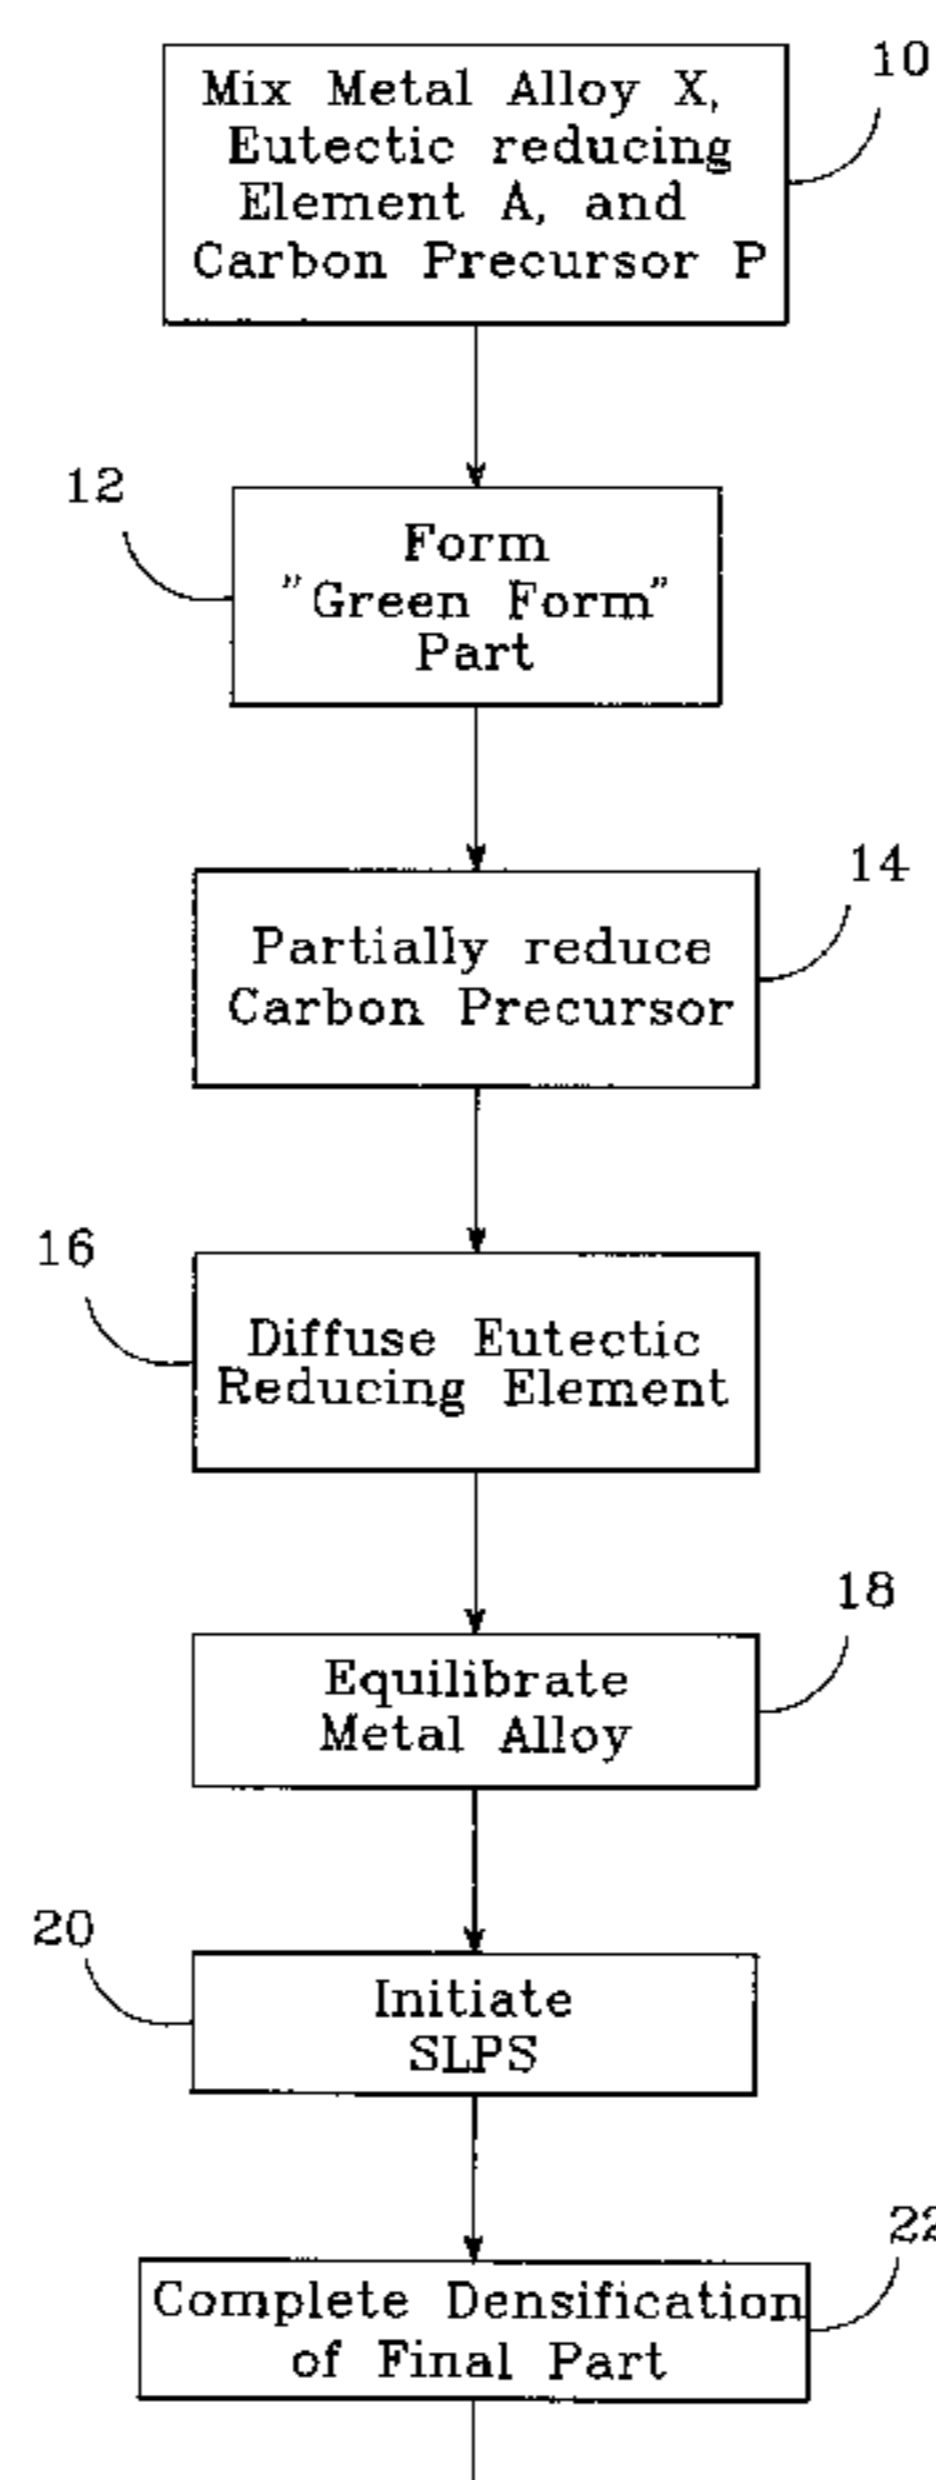 10
Mix Metal Alloy X,
Eutectic reducing
Element A, and
Carbon Precursor P
12
Form
"Green Form"
Part
14
Partially reduce
Carbon Precursor
16
Diffuse Eutectic
Reducing Element
18
Equilibrate
Metal Alloy
20
Initiate
SLPS
22
Complete Densification
of Final Part